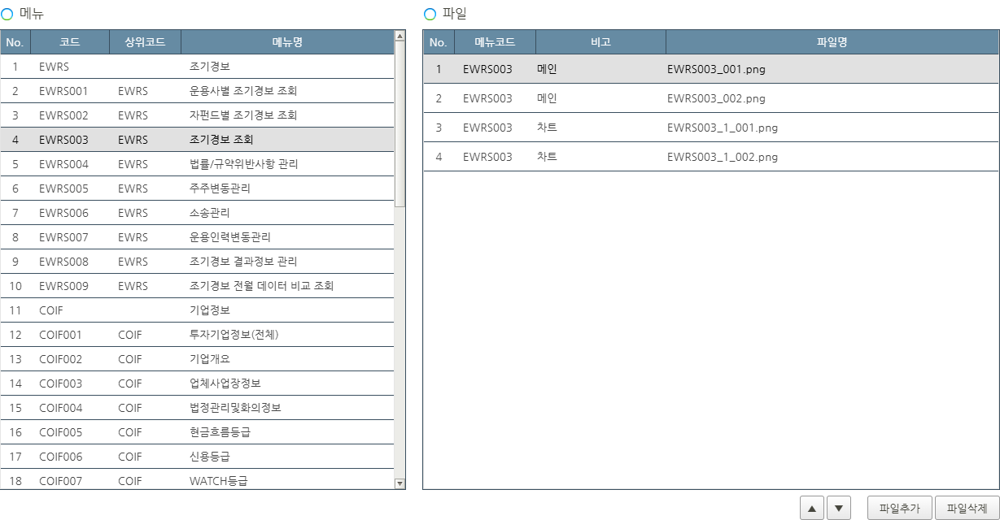 메뉴
No. 코드 상위코드 메뉴명
1 EWRS 조기경보
2 EWRS001 EWRS 운용사별 조기경보 조회
3 EWRS002 EWRS 자펀드별 조기경보 조회
4 EWRS003 EWRS 조기경보 조회
5 EWRS004 EWRS 법률/규약위반사항 관리
6 EWRS005 EWRS 주주변동관리
7 EWRS006 EWRS 소송관리
8 EWRS007 EWRS 운용인력변동관리
9 EWRS008 EWRS 조기경보 결과정보 관리
10 EWRS009 EWRS 조기경보 전월 데이터 비교 조회
11 COIF 기업정보
12 COIF001 COIF 투자기업정보(전체)
13 COIF002 COIF 기업개요
14 COIF003 COIF 업체사업장정보
15 COIF004 COIF 법정관리및화의정보
16 COIF005 COIF 현금흐름등급
17 COIF006 COIF 신용등급
18 COIF007 COIF WATCH등급
파일
No. 메뉴코드 비고 파일명
1 EWRS003 메인 EWRS003_001.png
2 EWRS003 메인 EWRS003_002.png
3 EWRS003 차트 EWRS003_1_001.png
4 EWRS003 차트 EWRS003_1_002.png
▲ ▼ 파일추가 파일삭제